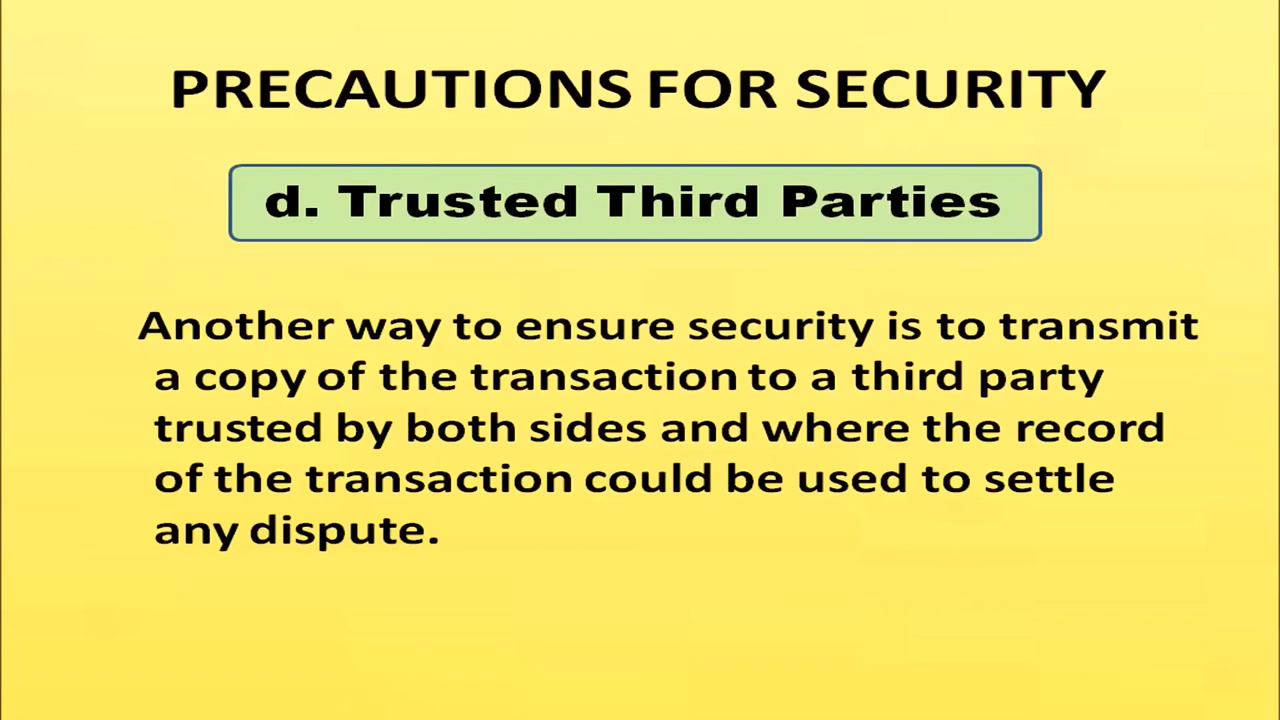 PRECAUTIONS FOR SECURITY
d. Trusted Third Parties
Another way to ensure security is to transmit
a copy of the transaction to a third party
trusted by both sides and where the record
of the transaction could be used to settle
any dispute.